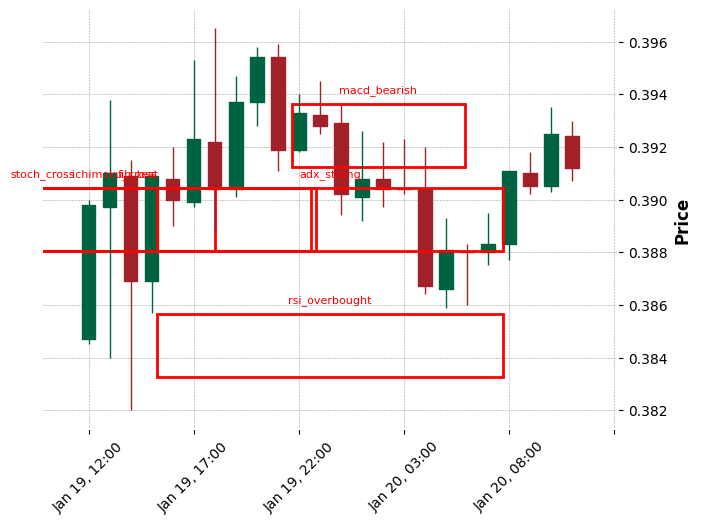 0.396
macd_bearish
0.394
0.392
stoch_cross
adx_strong
0.390
Price
0.388
rsi_overbought
0.386
0.384
0.382
Jan 19, 12:00
Jan 19, 17:00
Jan 19, 22:00
Jan 20, 03:00
Jan 20, 08:00